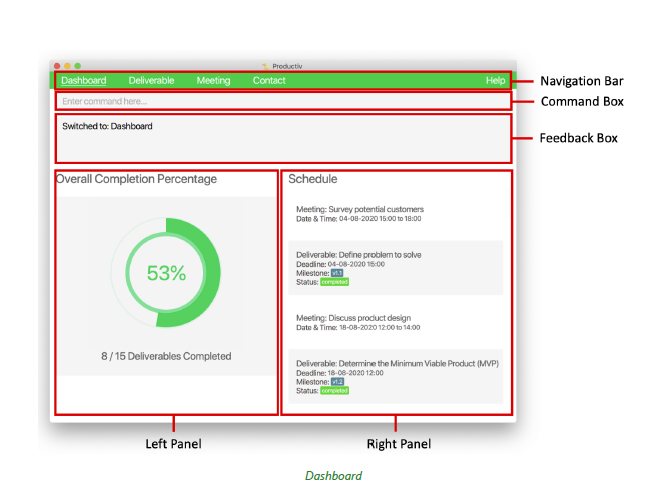 Productiv
Dashboard Deliverable Meeting Contact Help
Navigation Bar
Enter command here...
Command Box
Switched to: Dashboard
Feedback Box
Overall Completion Percentage
53%
8 / 15 Deliverables Completed
Schedule
Meeting: Survey potential customers
Date & Time: 04-08-2020 15:00 to 18:00
Deliverable: Define problem to solve
Deadline: 04-08-2020 15:00
Milestone: v1.1
Status: completed
Meeting: Discuss product design
Date & Time: 18-08-2020 12:00 to 14:00
Deliverable: Determine the Minimum Viable Product (MVP)
Deadline: 18-08-2020 12:00
Milestone: v1.2
Status: completed
Left Panel
Right Panel
Dashboard